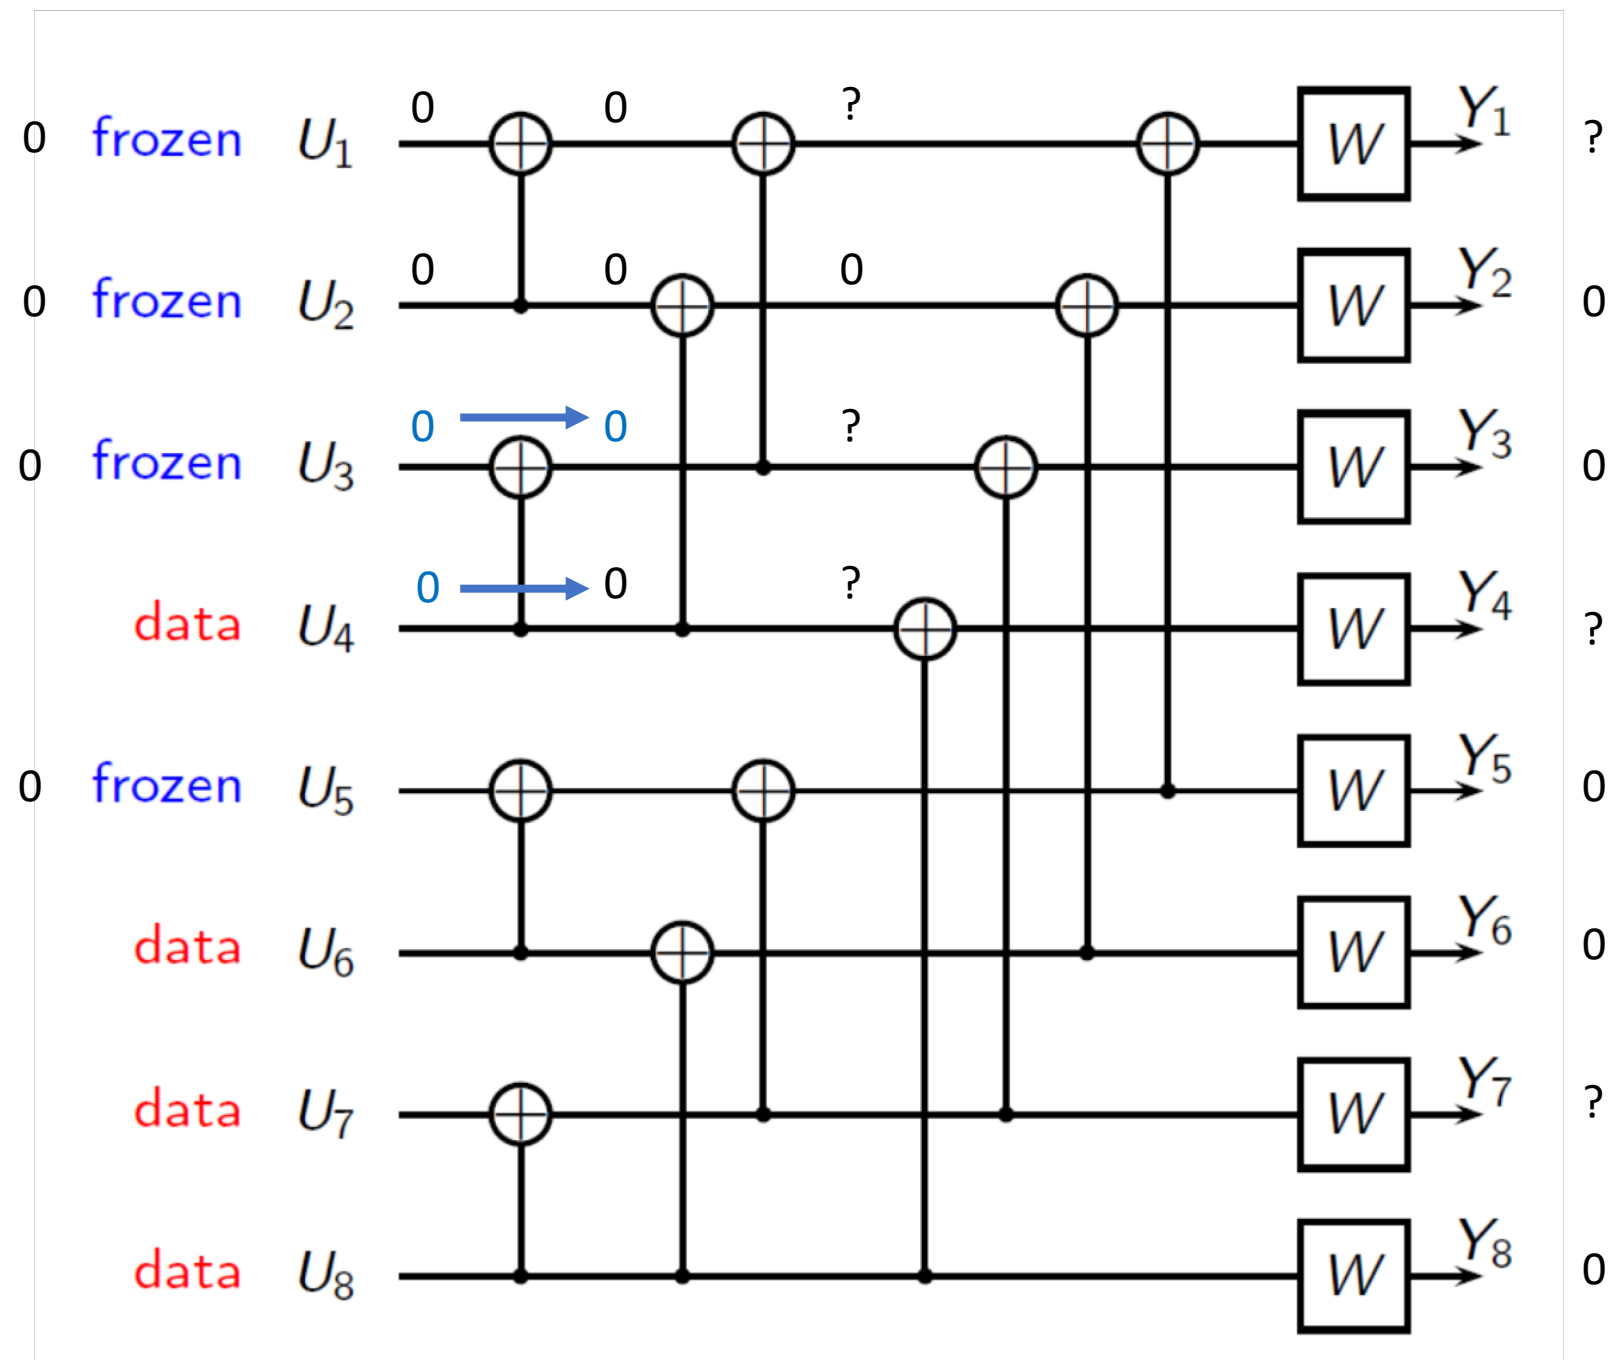 0 0 ? Y1
0 frozen U1 W ?
0 0 0 Y2
0 frozen U2 W 0
0 0 ? Y3
0 frozen U3 W 0
0 0 ? Y4
data U4 W ?
Y5
0 frozen U5 W 0
Y6
data U6 W 0
Y7
data U7 W ?
Y8
data U8 W 0